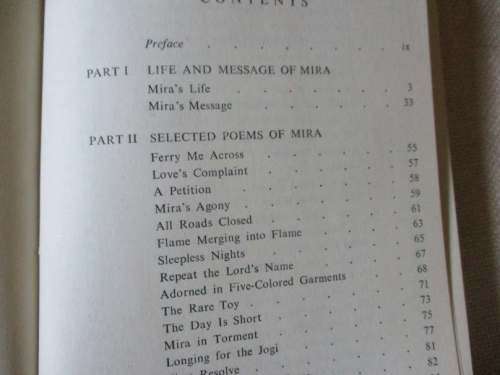 CONTENTS
Preface . . . . . . . ix
PART I LIFE AND MESSAGE OF MIRA
Mira's Life . . . . . . 3
Mira's Message . . . . . 33
PART II SELECTED POEMS OF MIRA
Ferry Me Across . . . . . 55
Love's Complaint . . . . . 57
A Petition . . . . . . 58
Mira's Agony . . . . . 59
All Roads Closed . . . . . 61
Flame Merging into Flame . . . . 63
Sleepless Nights . . . . . 65
Repeat the Lord's Name . . . . 67
Adorned in Five-Colored Garments . . . 68
The Rare Toy . . . . . 71
The Day Is Short . . . . . 73
Mira in Torment . . . . . 75
Longing for the Jogi . . . . 77
Resolve . . . . . 81
82